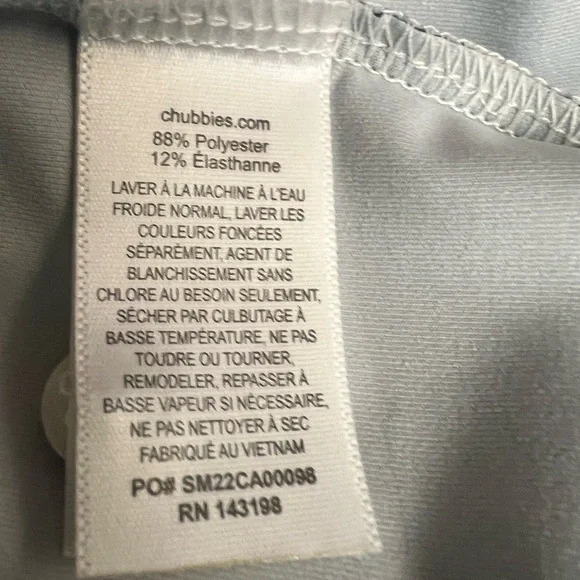 chubbies.com
88% Polyester
12% Élasthanne
LAVER À LA MACHINE À L'EAU
FROIDE NORMAL, LAVER LES
COULEURS FONCÉES
SÉPARÉMENT, AGENT DE
BLANCHISSEMENT SANS
CHLORE AU BESOIN SEULEMENT,
SÉCHER PAR CULBUTAGE À
BASSE TEMPÉRATURE, NE PAS
TOUDRE OU TOURNER,
REMODELER, REPASSER À
BASSE VAPEUR SI NÉCESSAIRE,
NE PAS NETTOYER À SEC
FABRIQUÉ AU VIETNAM
PO# SM22CA00098
RN 143198